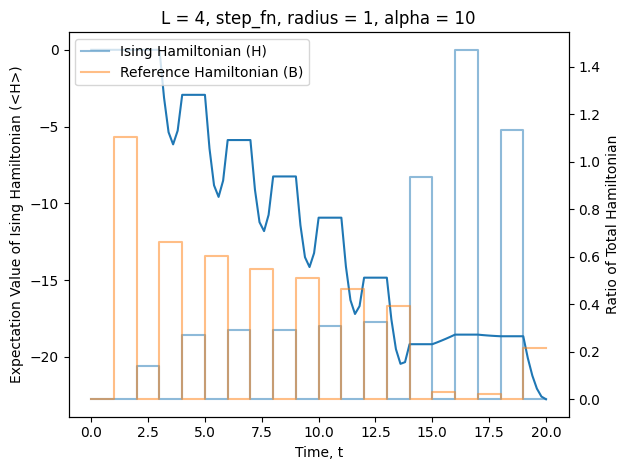 L = 4, step_fn, radius = 1, alpha = 10
Ising Hamiltonian (H)
Reference Hamiltonian (B)
Expectation Value of Ising Hamiltonian (<H>)
0
−5
−10
−15
−20
1.4
1.2
1.0
0.8
0.6
0.4
0.2
0.0
Ratio of Total Hamiltonian
0.0 2.5 5.0 7.5 10.0 12.5 15.0 17.5 20.0
Time, t